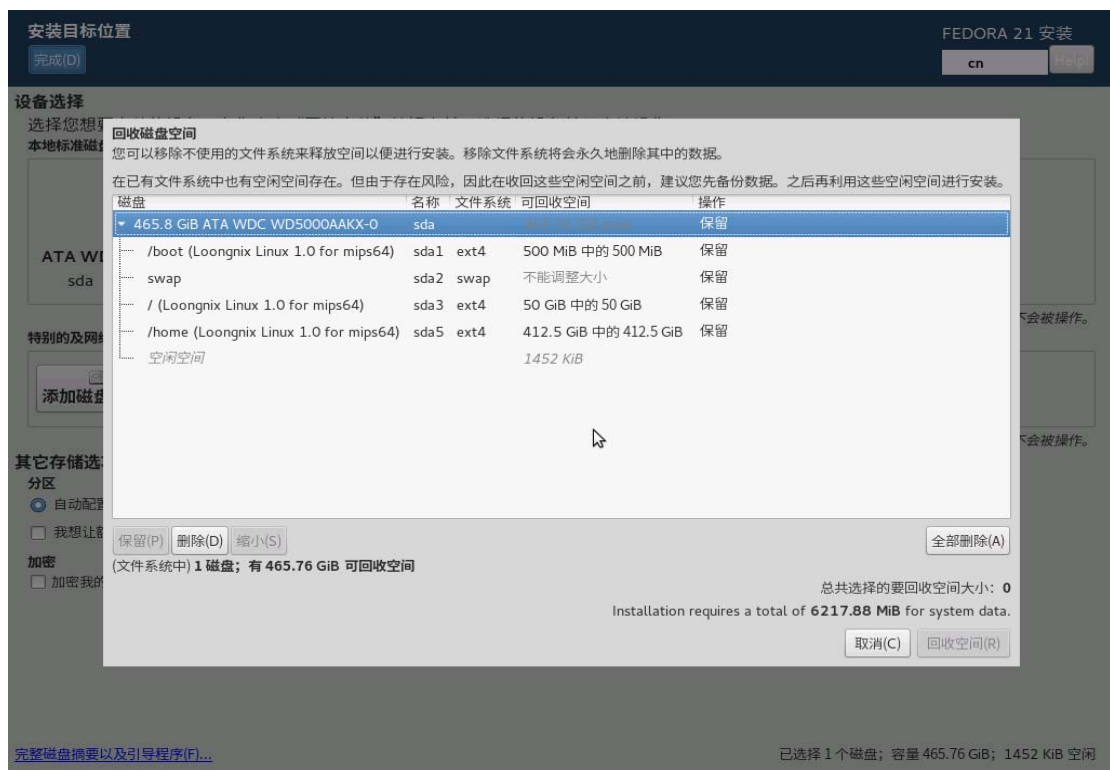 安装目标位置
FEDORA 21 安装
完成(D)
cn
Help!
设备选择
选择您想要
本地标准磁盘
回收磁盘空间
您可以移除不使用的文件系统来释放空间以便进行安装。移除文件系统将会永久地删除其中的数据。
在已有文件系统中也有空闲空间存在。但由于存在风险，因此在收回这些空闲空间之前，建议您先备份数据。之后再利用这些空闲空间进行安装。
磁盘 名称 文件系统 可回收空间 操作
465.8 GiB ATA WDC WD5000AAKX-0 sda 保留
/boot (Loongnix Linux 1.0 for mips64) sda1 ext4 500 MiB 中的 500 MiB 保留
swap sda2 swap 不能调整大小 保留
/ (Loongnix Linux 1.0 for mips64) sda3 ext4 50 GiB 中的 50 GiB 保留
/home (Loongnix Linux 1.0 for mips64) sda5 ext4 412.5 GiB 中的 412.5 GiB 保留
空闲空间 1452 KiB
ATA WD
sda
不会被操作。
特别的及网络
添加磁盘
不会被操作。
其它存储选项
分区
自动配置
我想让额
加密
加密我的
保留(P) 删除(D) 缩小(S) 全部删除(A)
(文件系统中) 1 磁盘；有 465.76 GiB 可回收空间
总共选择的要回收空间大小：0
Installation requires a total of 6217.88 MiB for system data.
取消(C) 回收空间(R)
完整磁盘摘要以及引导程序(F)...
已选择 1 个磁盘；容量 465.76 GiB；1452 KiB 空闲